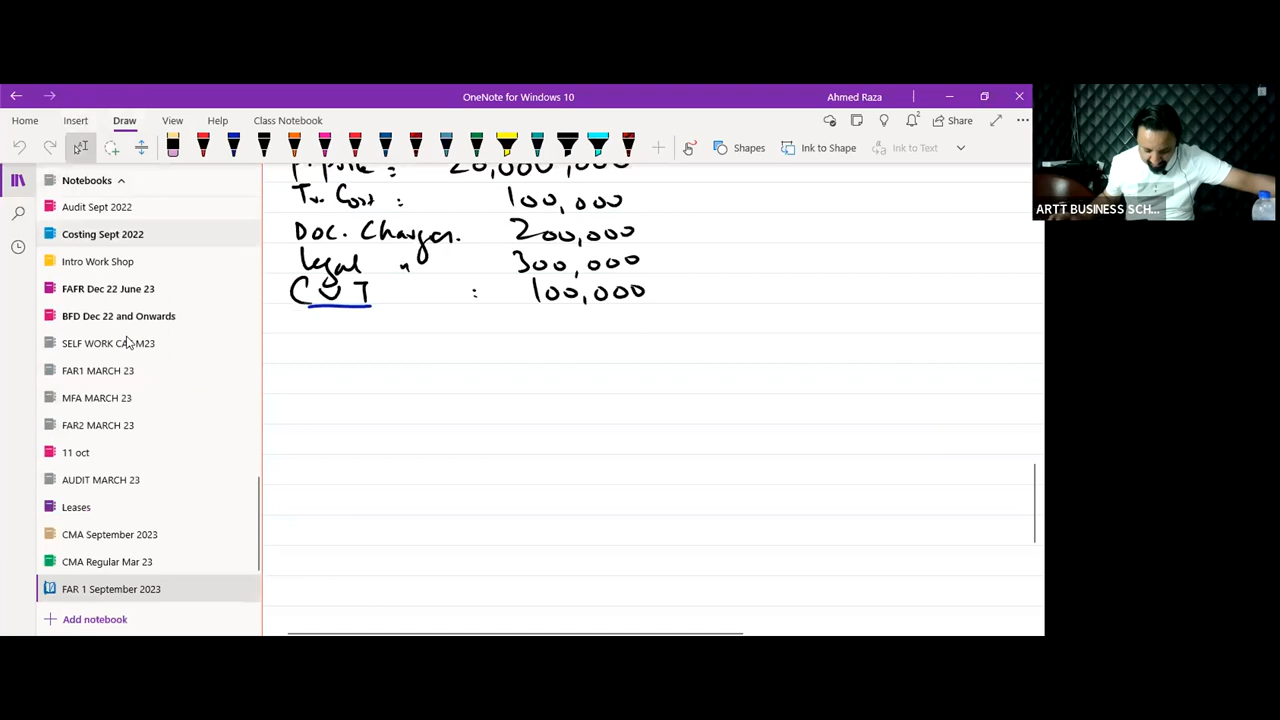 OneNote for Windows 10
Ahmed Raza
Home Insert Draw View Help Class Notebook
Share
Shapes Ink to Shape Ink to Text
Notebooks
Audit Sept 2022
Costing Sept 2022
Intro Work Shop
FAFR Dec 22 June 23
BFD Dec 22 and Onwards
SELF WORK CAF M23
FAR1 MARCH 23
MFA MARCH 23
FAR2 MARCH 23
11 oct
AUDIT MARCH 23
Leases
CMA September 2023
CMA Regular Mar 23
FAR 1 September 2023
Add notebook
20,000,000
Tr. Cost : 100,000
Doc. Charges. 200,000
legal " 300,000
CVT : 100,000
ARTT BUSINESS SCH...